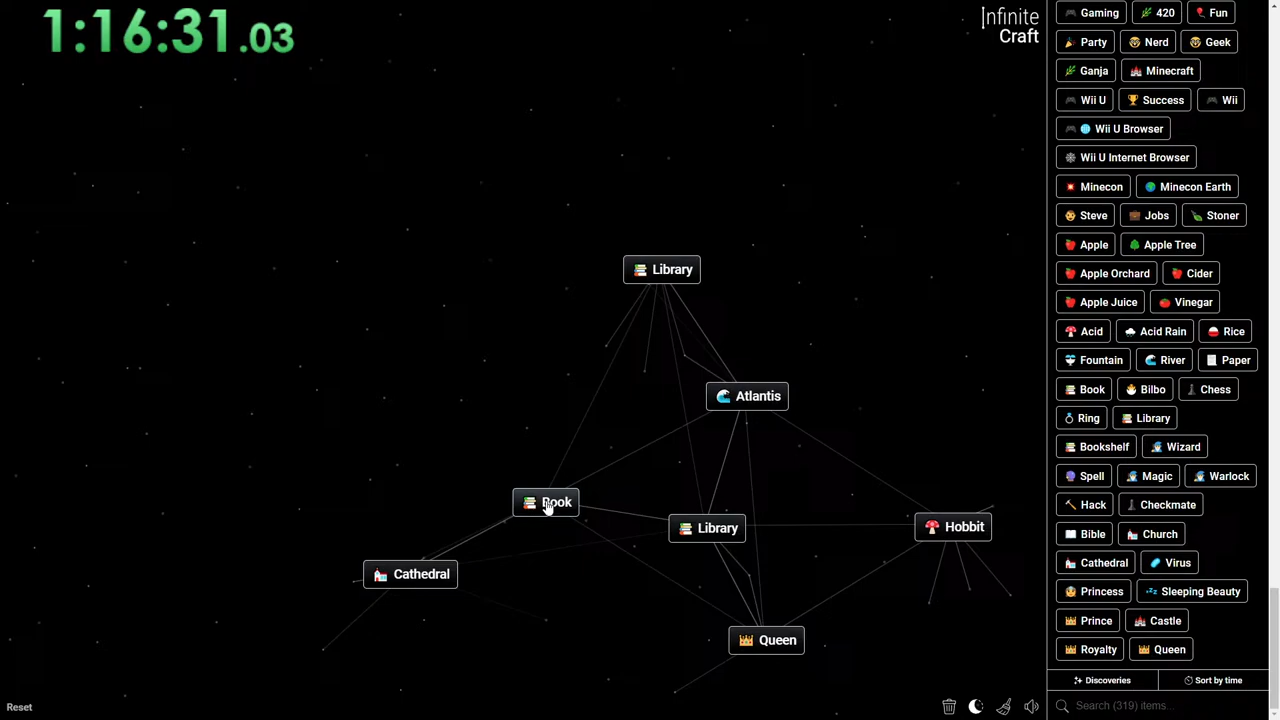 1:16:31.03
Infinite
Craft
🎮 Gaming 🌿 420 🎈 Fun
🎉 Party 🤓 Nerd 🤓 Geek
🌿 Ganja 🏰 Minecraft
🎮 Wii U 🏆 Success 🎮 Wii
🎮🌐 Wii U Browser
🕸 Wii U Internet Browser
💥 Minecon 🌍 Minecon Earth
👨 Steve 💼 Jobs 🍃 Stoner
🍎 Apple 🌳 Apple Tree
🍎 Apple Orchard 🍎 Cider
🍎 Apple Juice 🍅 Vinegar
🍄 Acid 🌧 Acid Rain 🍚 Rice
⛲ Fountain 🌊 River 📃 Paper
📚 Book 🐣 Bilbo ♟ Chess
💍 Ring 📚 Library
📚 Bookshelf 🧙 Wizard
🔮 Spell 🧙 Magic 🧙 Warlock
🔨 Hack ♟ Checkmate
📖 Bible ⛪ Church
⛪ Cathedral 🦠 Virus
👸 Princess 💤 Sleeping Beauty
👑 Prince 🏰 Castle
👑 Royalty 👑 Queen
📚 Library
🌊 Atlantis
📚 Book
📚 Library
🍄 Hobbit
⛪ Cathedral
👑 Queen
Discoveries Sort by time
Reset
Search (319) items...